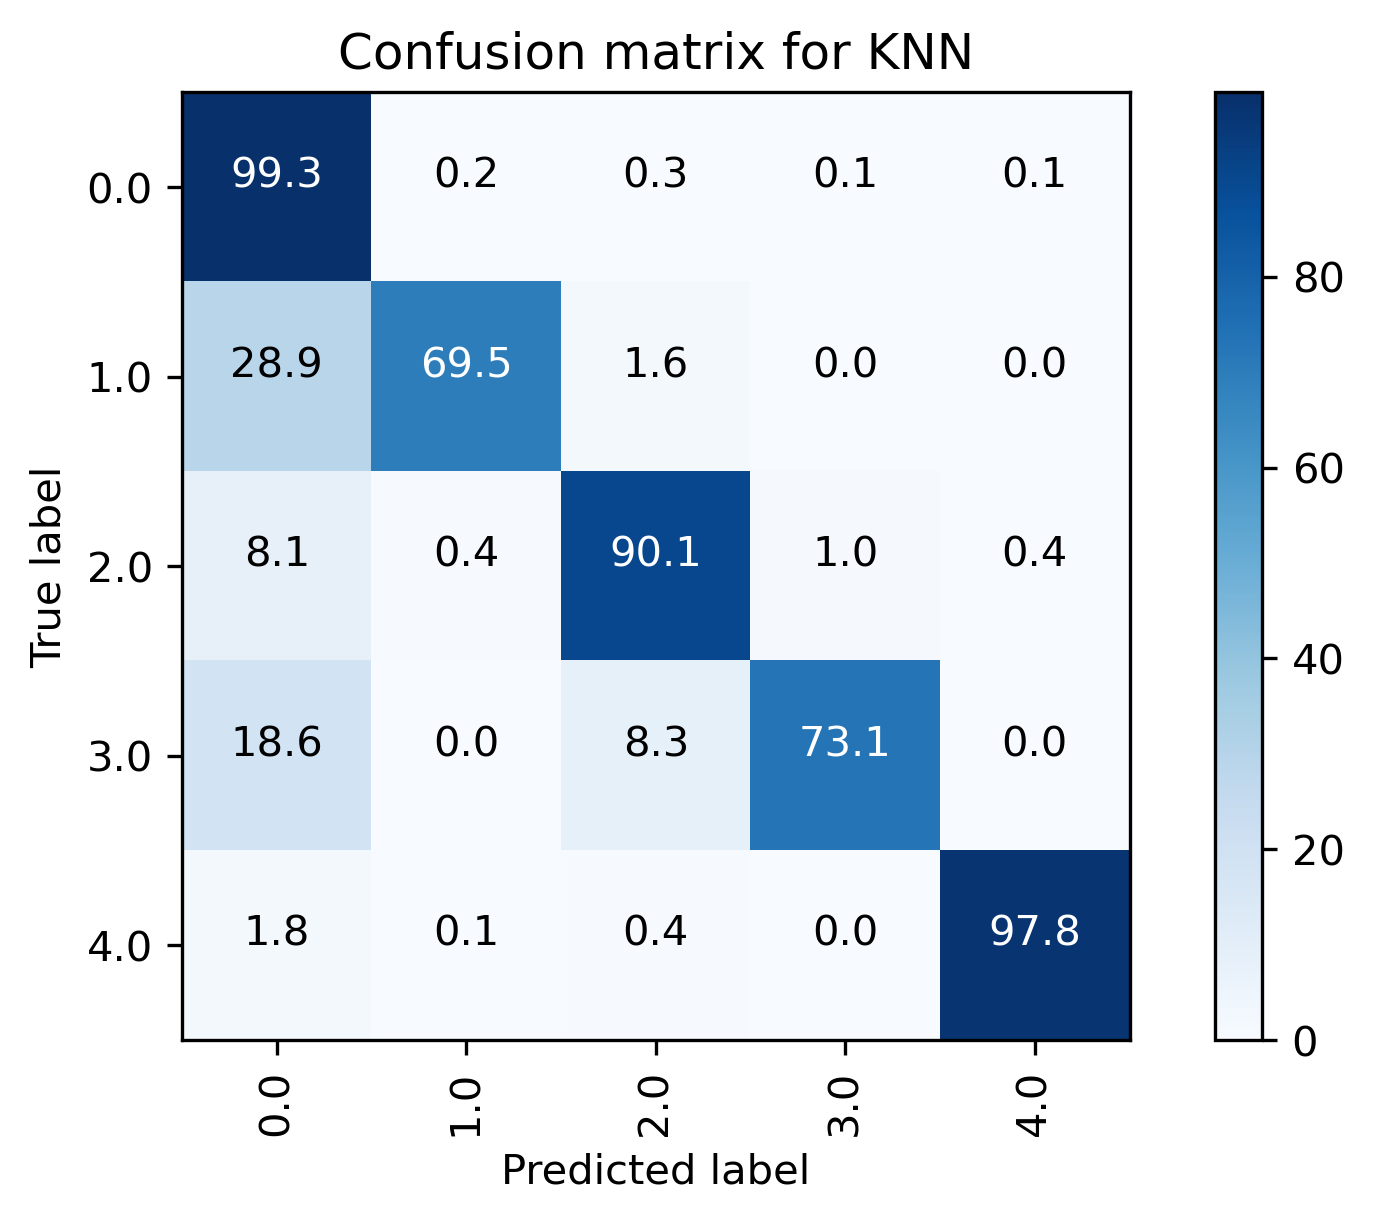 Confusion matrix for KNN
True label
0.0 99.3 0.2 0.3 0.1 0.1
1.0 28.9 69.5 1.6 0.0 0.0
2.0 8.1 0.4 90.1 1.0 0.4
3.0 18.6 0.0 8.3 73.1 0.0
4.0 1.8 0.1 0.4 0.0 97.8
0.0 1.0 2.0 3.0 4.0
Predicted label
80
60
40
20
0